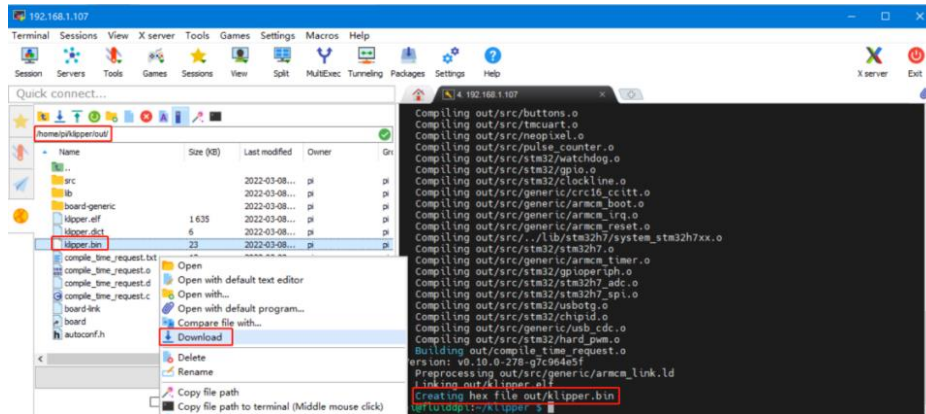 192.168.1.107
Terminal Sessions View X server Tools Games Settings Macros Help
Session Servers Tools Games Sessions View Split MultiExec Tunneling Packages Settings Help X server Exit
Quick connect...
4. 192.168.1.107
/home/pi/klipper/out/
Name Size (KB) Last modified Owner
..
src 2022-03-08... pi pi
lib 2022-03-08... pi pi
board-generic 2022-03-08... pi pi
klipper.elf 1 635 2022-03-08... pi pi
klipper.dict 6 2022-03-08... pi pi
klipper.bin 23 2022-03-08... pi pi
compile_time_request.txt
compile_time_request.o
compile_time_request.d
compile_time_request.c
board-link
board
autoconf.h
Open
Open with default text editor
Open with...
Open with default program...
Compare file with...
Download
Delete
Rename
Copy file path
Copy file path to terminal (Middle mouse click)
Compiling out/src/buttons.o
Compiling out/src/tmcuart.o
Compiling out/src/neopixel.o
Compiling out/src/pulse_counter.o
Compiling out/src/stm32/watchdog.o
Compiling out/src/stm32/gpio.o
Compiling out/src/stm32/clockline.o
Compiling out/src/generic/crc16_ccitt.o
Compiling out/src/generic/armcm_boot.o
Compiling out/src/generic/armcm_irq.o
Compiling out/src/generic/armcm_reset.o
Compiling out/src/../lib/stm32h7/system_stm32h7xx.o
Compiling out/src/stm32/stm32h7.o
Compiling out/src/generic/armcm_timer.o
Compiling out/src/stm32/gpioperiph.o
Compiling out/src/stm32/stm32h7_adc.o
Compiling out/src/stm32/stm32h7_spi.o
Compiling out/src/stm32/usbotg.o
Compiling out/src/stm32/chipid.o
Compiling out/src/generic/usb_cdc.o
Compiling out/src/stm32/hard_pwm.o
Building out/compile_time_request.o
ersion: v0.10.0-278-g7c964e5f
Preprocessing out/src/generic/armcm_link.ld
Linking out/klipper.elf
Creating hex file out/klipper.bin
@fluiddpi:~/klipper $